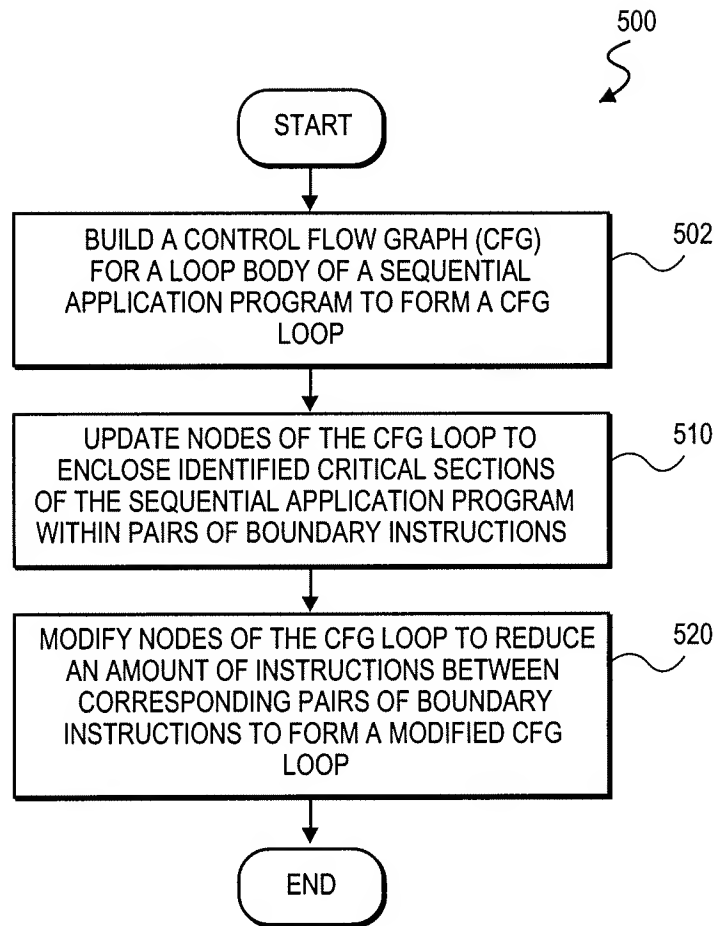 500
START
BUILD A CONTROL FLOW GRAPH (CFG)
FOR A LOOP BODY OF A SEQUENTIAL
APPLICATION PROGRAM TO FORM A CFG
LOOP
502
UPDATE NODES OF THE CFG LOOP TO
ENCLOSE IDENTIFIED CRITICAL SECTIONS
OF THE SEQUENTIAL APPLICATION PROGRAM
WITHIN PAIRS OF BOUNDARY INSTRUCTIONS
510
MODIFY NODES OF THE CFG LOOP TO REDUCE
AN AMOUNT OF INSTRUCTIONS BETWEEN
CORRESPONDING PAIRS OF BOUNDARY
INSTRUCTIONS TO FORM A MODIFIED CFG
LOOP
520
END